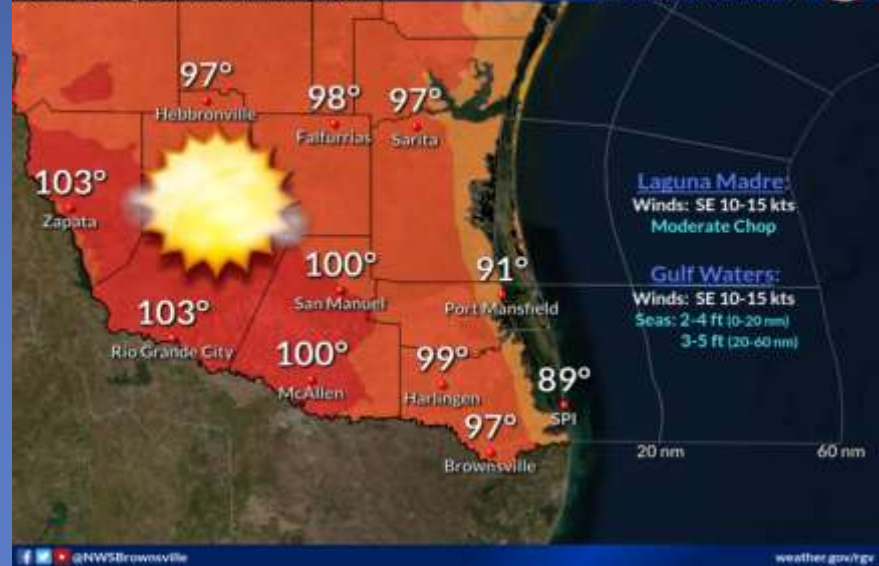 97°
Hebbronville
98°
Falfurrias
97°
Sarita
103°
Zapata
Laguna Madre:
Winds: SE 10-15 kts
Moderate Chop
100°
San Manuel
91°
Port Mansfield
Gulf Waters:
Winds: SE 10-15 kts
Seas: 2-4 ft (0-20 nm)
3-5 ft (20-60 nm)
103°
Rio Grande City
100°
McAllen
99°
Harlingen
89°
SPI
97°
Brownsville
20 nm
60 nm
@NWSBrownsville
weather.gov/rgv